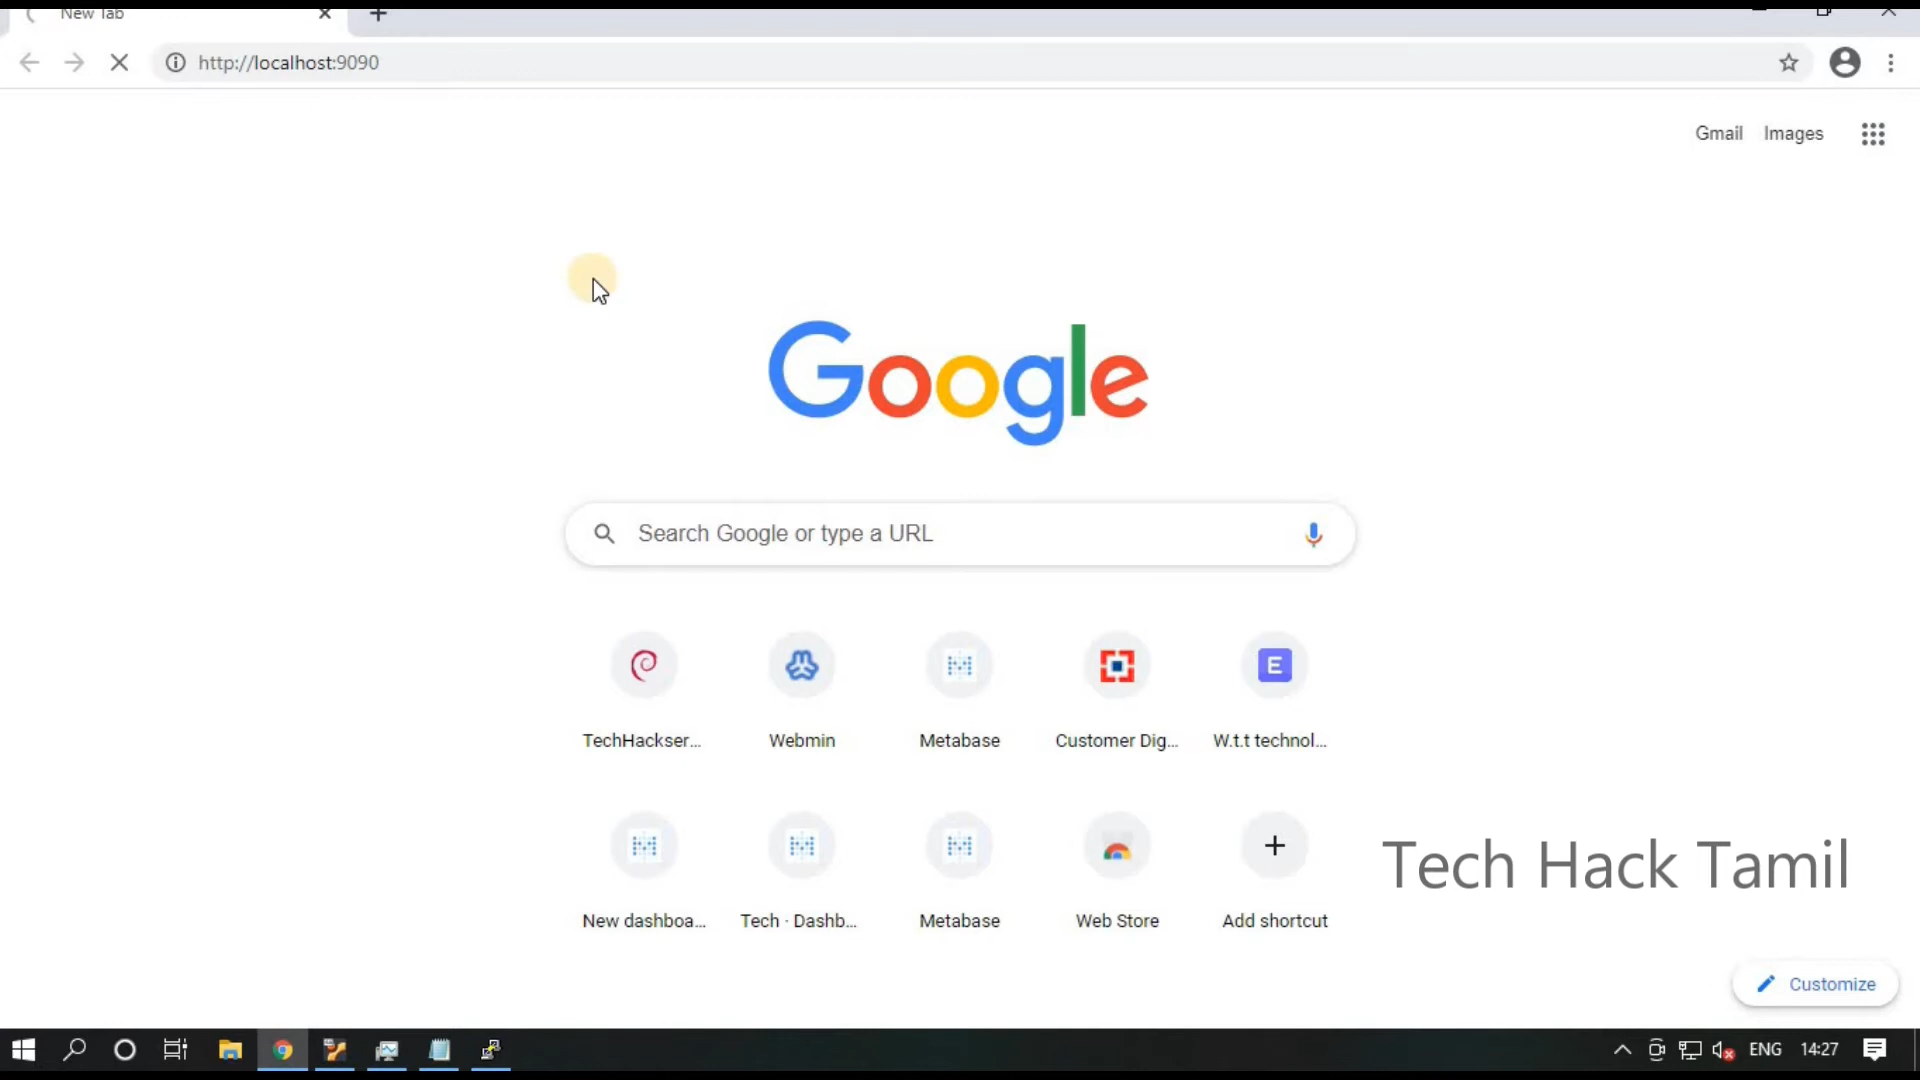 New Tab
http://localhost:9090
Gmail Images
Google
Search Google or type a URL
TechHackser... Webmin Metabase Customer Dig... W.t.t technol...
New dashboa... Tech · Dashb... Metabase Web Store Add shortcut
Tech Hack Tamil
Customize
ENG 14:27